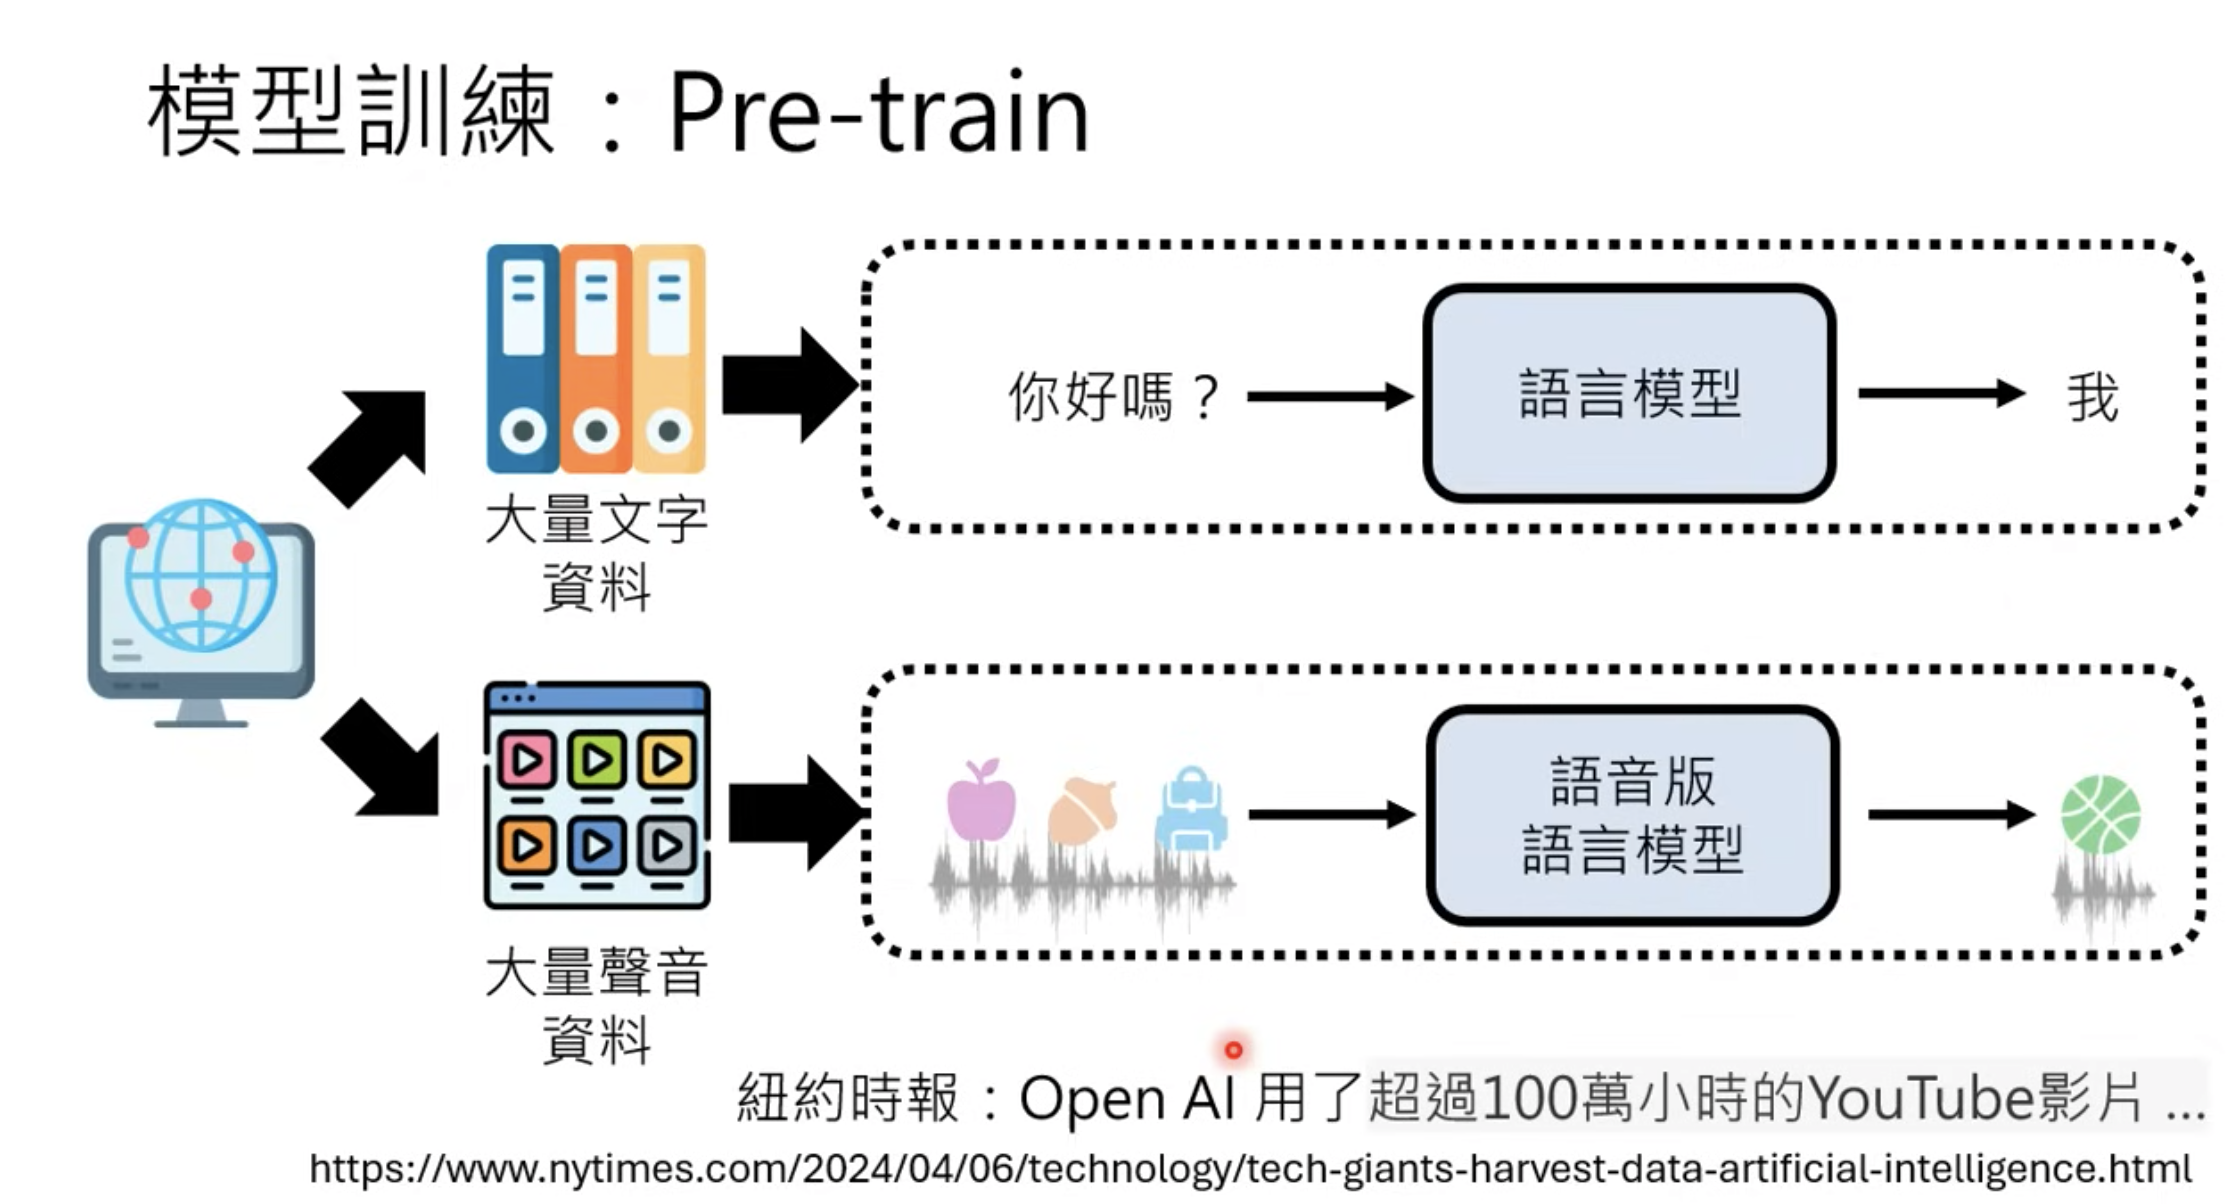 模型訓練：Pre-train
大量文字
資料
你好嗎？
語言模型
我
大量聲音
資料
語音版
語言模型
紐約時報：Open AI 用了超過100萬小時的YouTube影片 ...
https://www.nytimes.com/2024/04/06/technology/tech-giants-harvest-data-artificial-intelligence.html